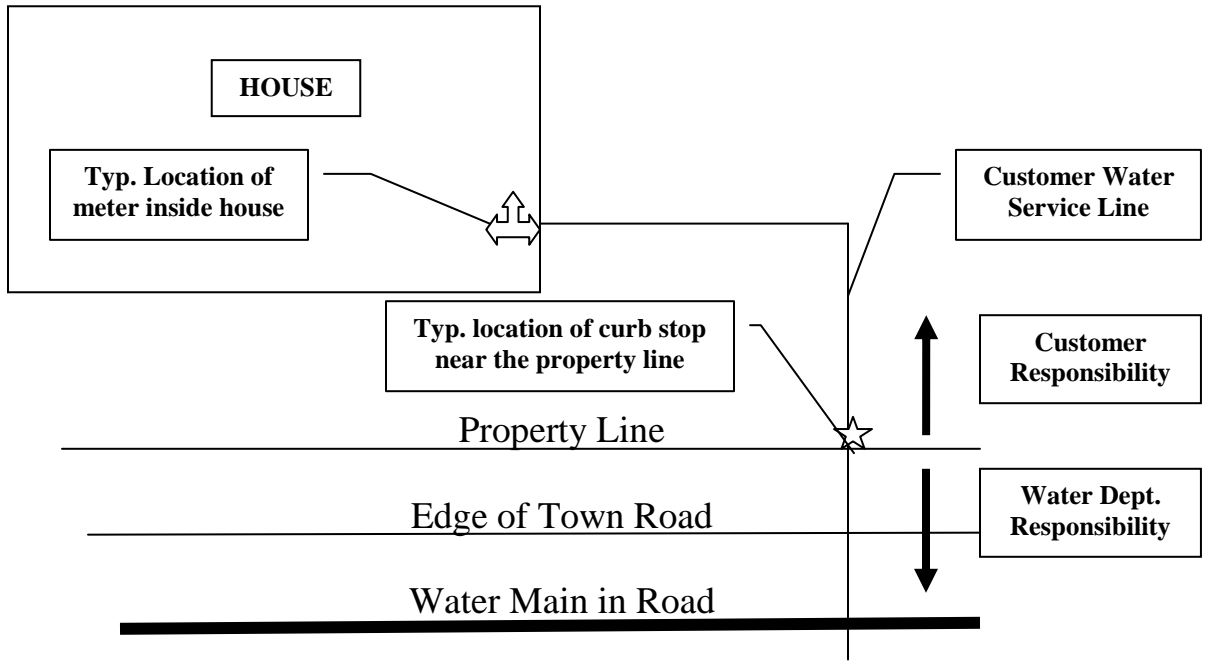 HOUSE
Typ. Location of
meter inside house
Customer Water
Service Line
Typ. location of curb stop
near the property line
Customer
Responsibility
Property Line
Water Dept.
Responsibility
Edge of Town Road
Water Main in Road